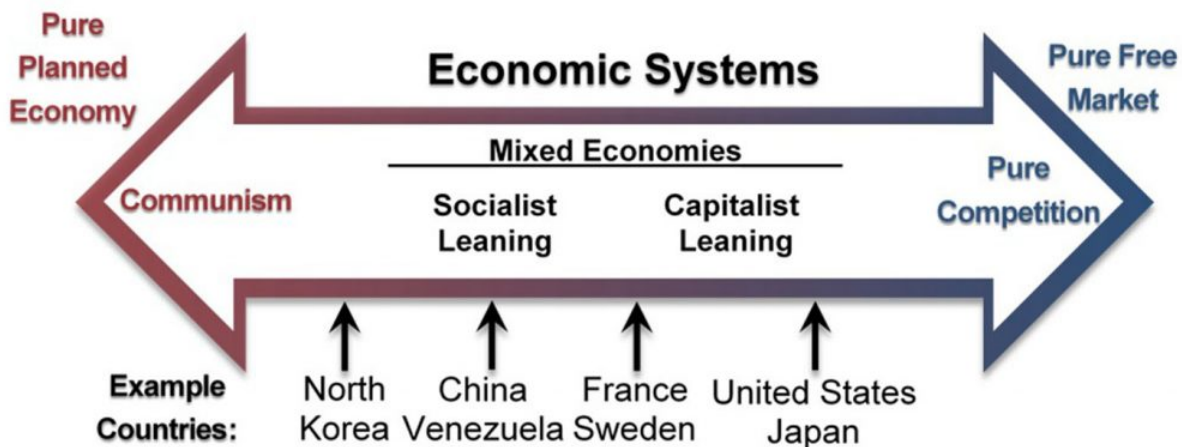 Pure
Planned
Economy
Economic Systems
Pure Free
Market
Mixed Economies
Communism
Socialist
Leaning
Capitalist
Leaning
Pure
Competition
Example
Countries:
North
Korea
China
Venezuela
France
Sweden
United States
Japan